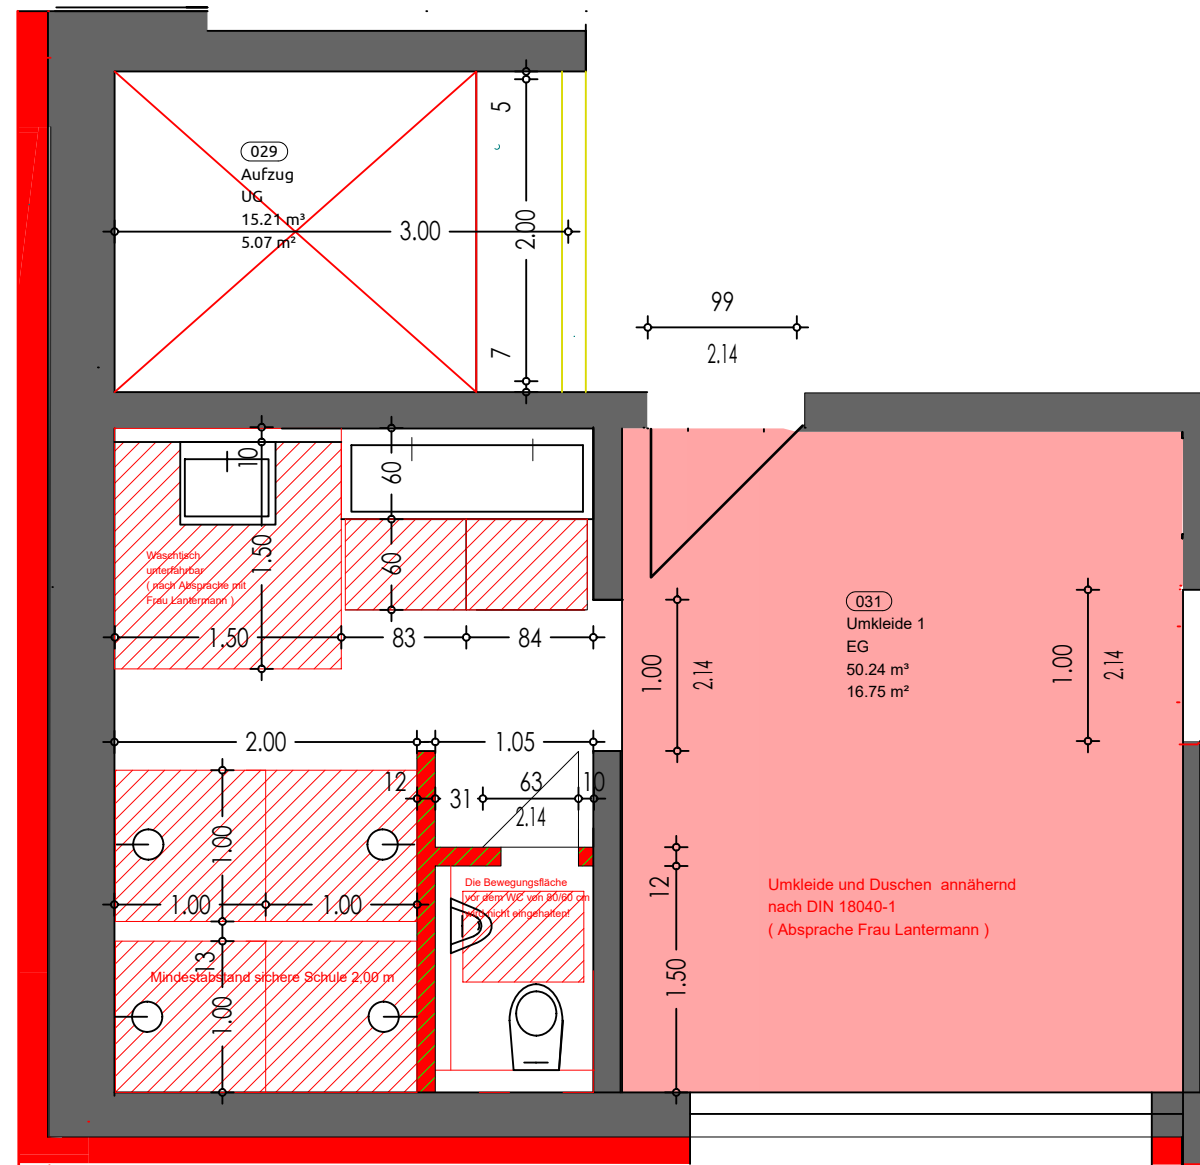 029
Aufzug
UG
15.21 m³
5.07 m²
3.00
5
2.00
7
99
2.14
10
1.50
60
60
Waschtisch
unterfahrbar
( nach Absprache mit
Frau Lantermann )
1.50
83
84
1.00
2.14
031
Umkleide 1
EG
50.24 m³
16.75 m²
1.00
2.14
2.00
1.05
12
31
63
10
2.14
1.00
1.00
1.00
13
1.00
Mindestabstand sichere Schule 2,00 m
Die Bewegungsfläche
vor dem WC von 80/60 cm
wird nicht eingehalten!
12
1.50
Umkleide und Duschen annähernd
nach DIN 18040-1
( Absprache Frau Lantermann )